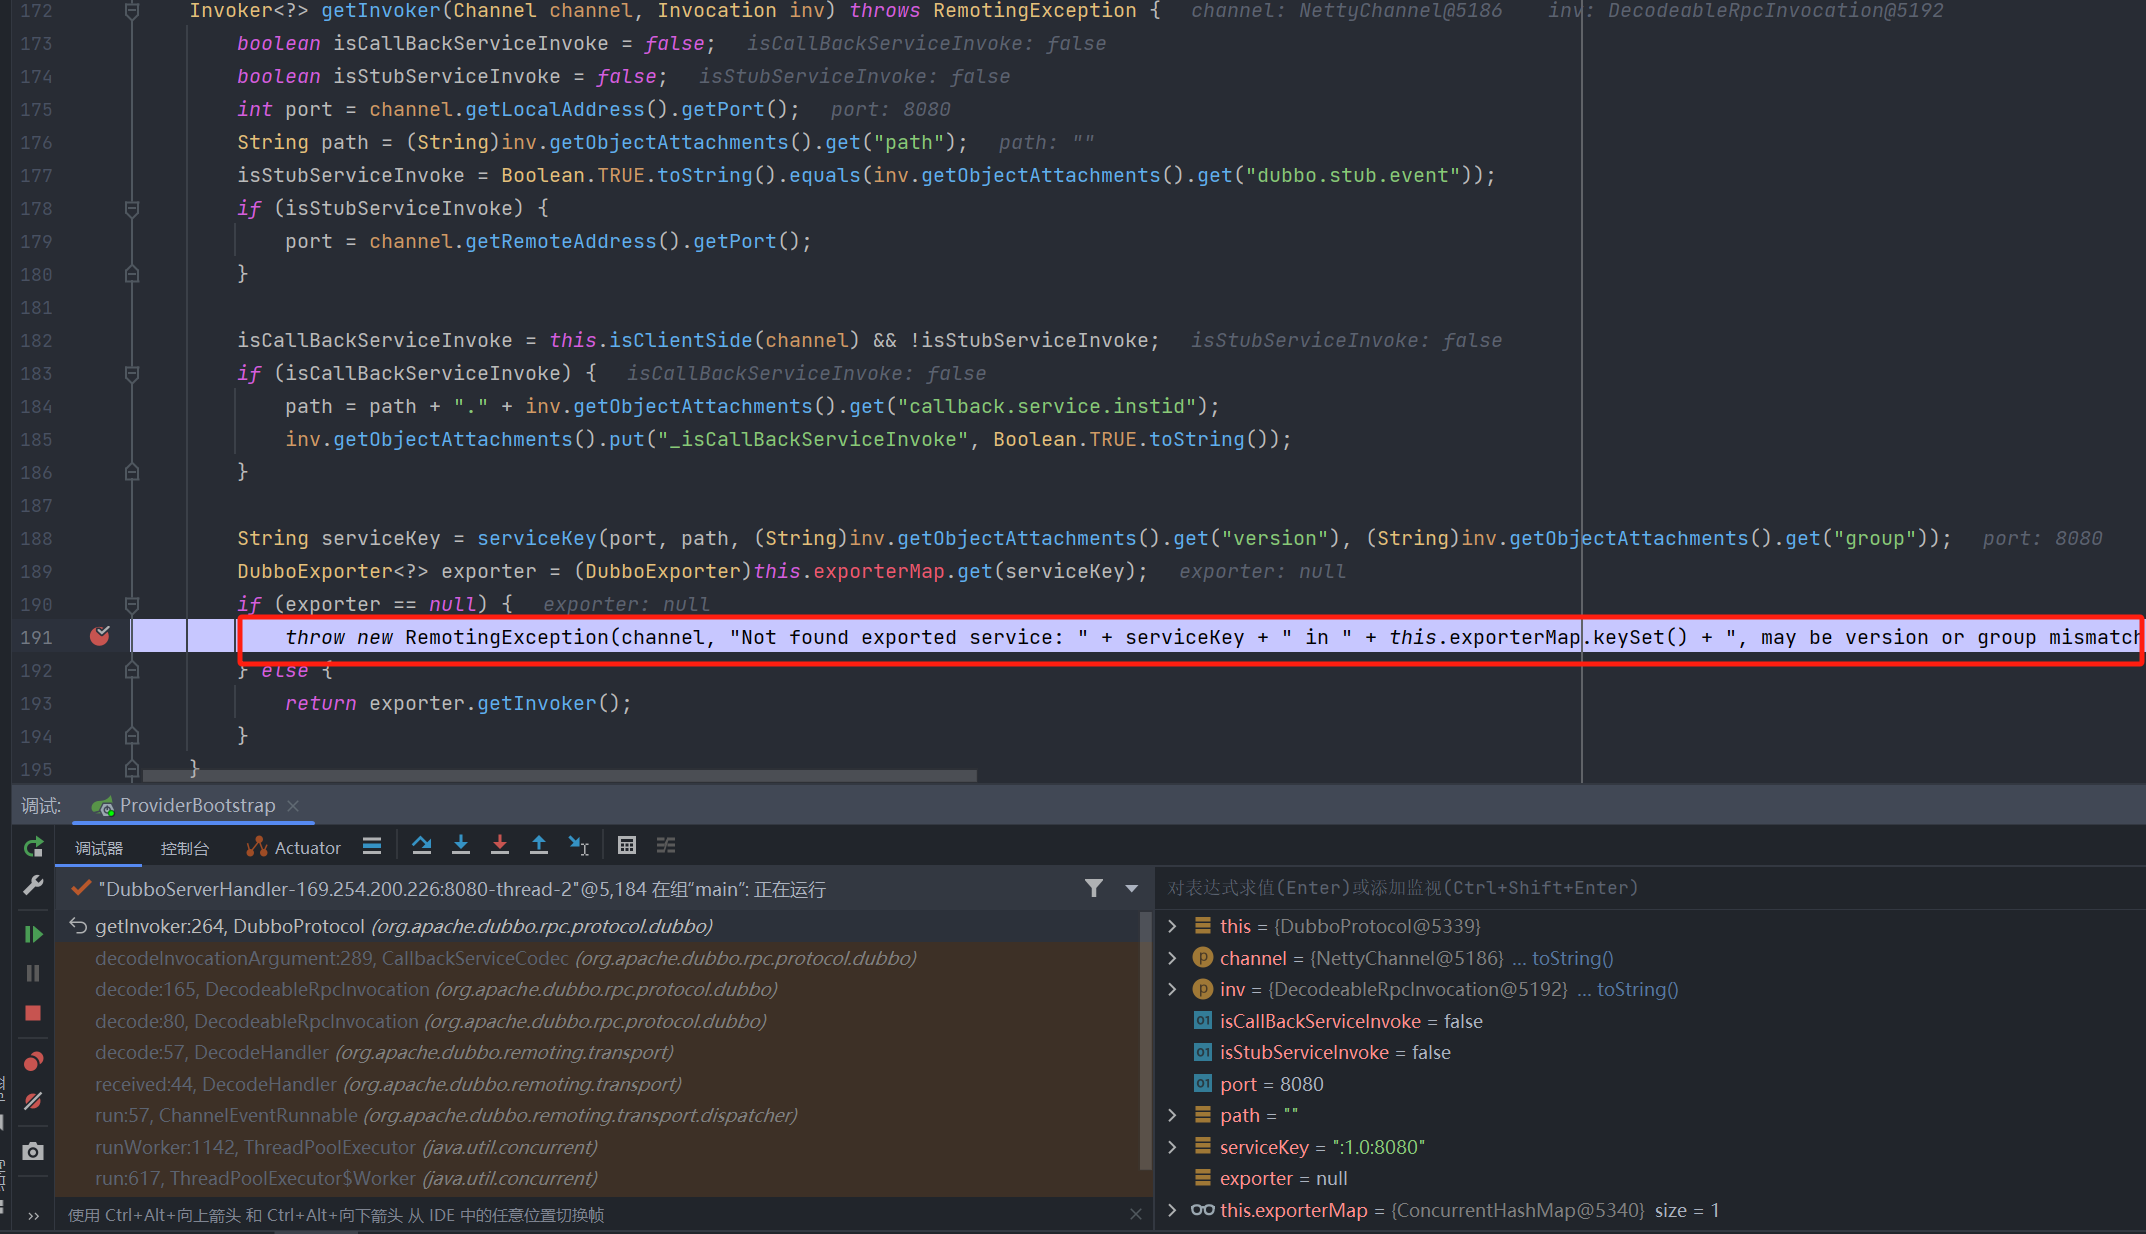 172 Invoker<?> getInvoker(Channel channel, Invocation inv) throws RemotingException { channel: NettyChannel@5186 inv: DecodeableRpcInvocation@5192
173 boolean isCallBackServiceInvoke = false; isCallBackServiceInvoke: false
174 boolean isStubServiceInvoke = false; isStubServiceInvoke: false
175 int port = channel.getLocalAddress().getPort(); port: 8080
176 String path = (String)inv.getObjectAttachments().get("path"); path: ""
177 isStubServiceInvoke = Boolean.TRUE.toString().equals(inv.getObjectAttachments().get("dubbo.stub.event"));
178 if (isStubServiceInvoke) {
179 port = channel.getRemoteAddress().getPort();
180 }
181
182 isCallBackServiceInvoke = this.isClientSide(channel) && !isStubServiceInvoke; isStubServiceInvoke: false
183 if (isCallBackServiceInvoke) { isCallBackServiceInvoke: false
184 path = path + "." + inv.getObjectAttachments().get("callback.service.instid");
185 inv.getObjectAttachments().put("_isCallBackServiceInvoke", Boolean.TRUE.toString());
186 }
187
188 String serviceKey = serviceKey(port, path, (String)inv.getObjectAttachments().get("version"), (String)inv.getObjectAttachments().get("group")); port: 8080
189 DubboExporter<?> exporter = (DubboExporter)this.exporterMap.get(serviceKey); exporter: null
190 if (exporter == null) { exporter: null
191 throw new RemotingException(channel, "Not found exported service: " + serviceKey + " in " + this.exporterMap.keySet() + ", may be version or group mismatch
192 } else {
193 return exporter.getInvoker();
194 }
195 }
调试: ProviderBootstrap
调试器 控制台 Actuator
"DubboServerHandler-169.254.200.226:8080-thread-2"@5,184 在组"main": 正在运行
getInvoker:264, DubboProtocol (org.apache.dubbo.rpc.protocol.dubbo)
decodeInvocationArgument:289, CallbackServiceCodec (org.apache.dubbo.rpc.protocol.dubbo)
decode:165, DecodeableRpcInvocation (org.apache.dubbo.rpc.protocol.dubbo)
decode:80, DecodeableRpcInvocation (org.apache.dubbo.rpc.protocol.dubbo)
decode:57, DecodeHandler (org.apache.dubbo.remoting.transport)
received:44, DecodeHandler (org.apache.dubbo.remoting.transport)
run:57, ChannelEventRunnable (org.apache.dubbo.remoting.transport.dispatcher)
runWorker:1142, ThreadPoolExecutor (java.util.concurrent)
run:617, ThreadPoolExecutor$Worker (java.util.concurrent)
使用 Ctrl+Alt+向上箭头 和 Ctrl+Alt+向下箭头 从 IDE 中的任意位置切换帧
对表达式求值(Enter)或添加监视(Ctrl+Shift+Enter)
this = {DubboProtocol@5339}
channel = {NettyChannel@5186} ... toString()
inv = {DecodeableRpcInvocation@5192} ... toString()
isCallBackServiceInvoke = false
isStubServiceInvoke = false
port = 8080
path = ""
serviceKey = ":1.0:8080"
exporter = null
this.exporterMap = {ConcurrentHashMap@5340} size = 1